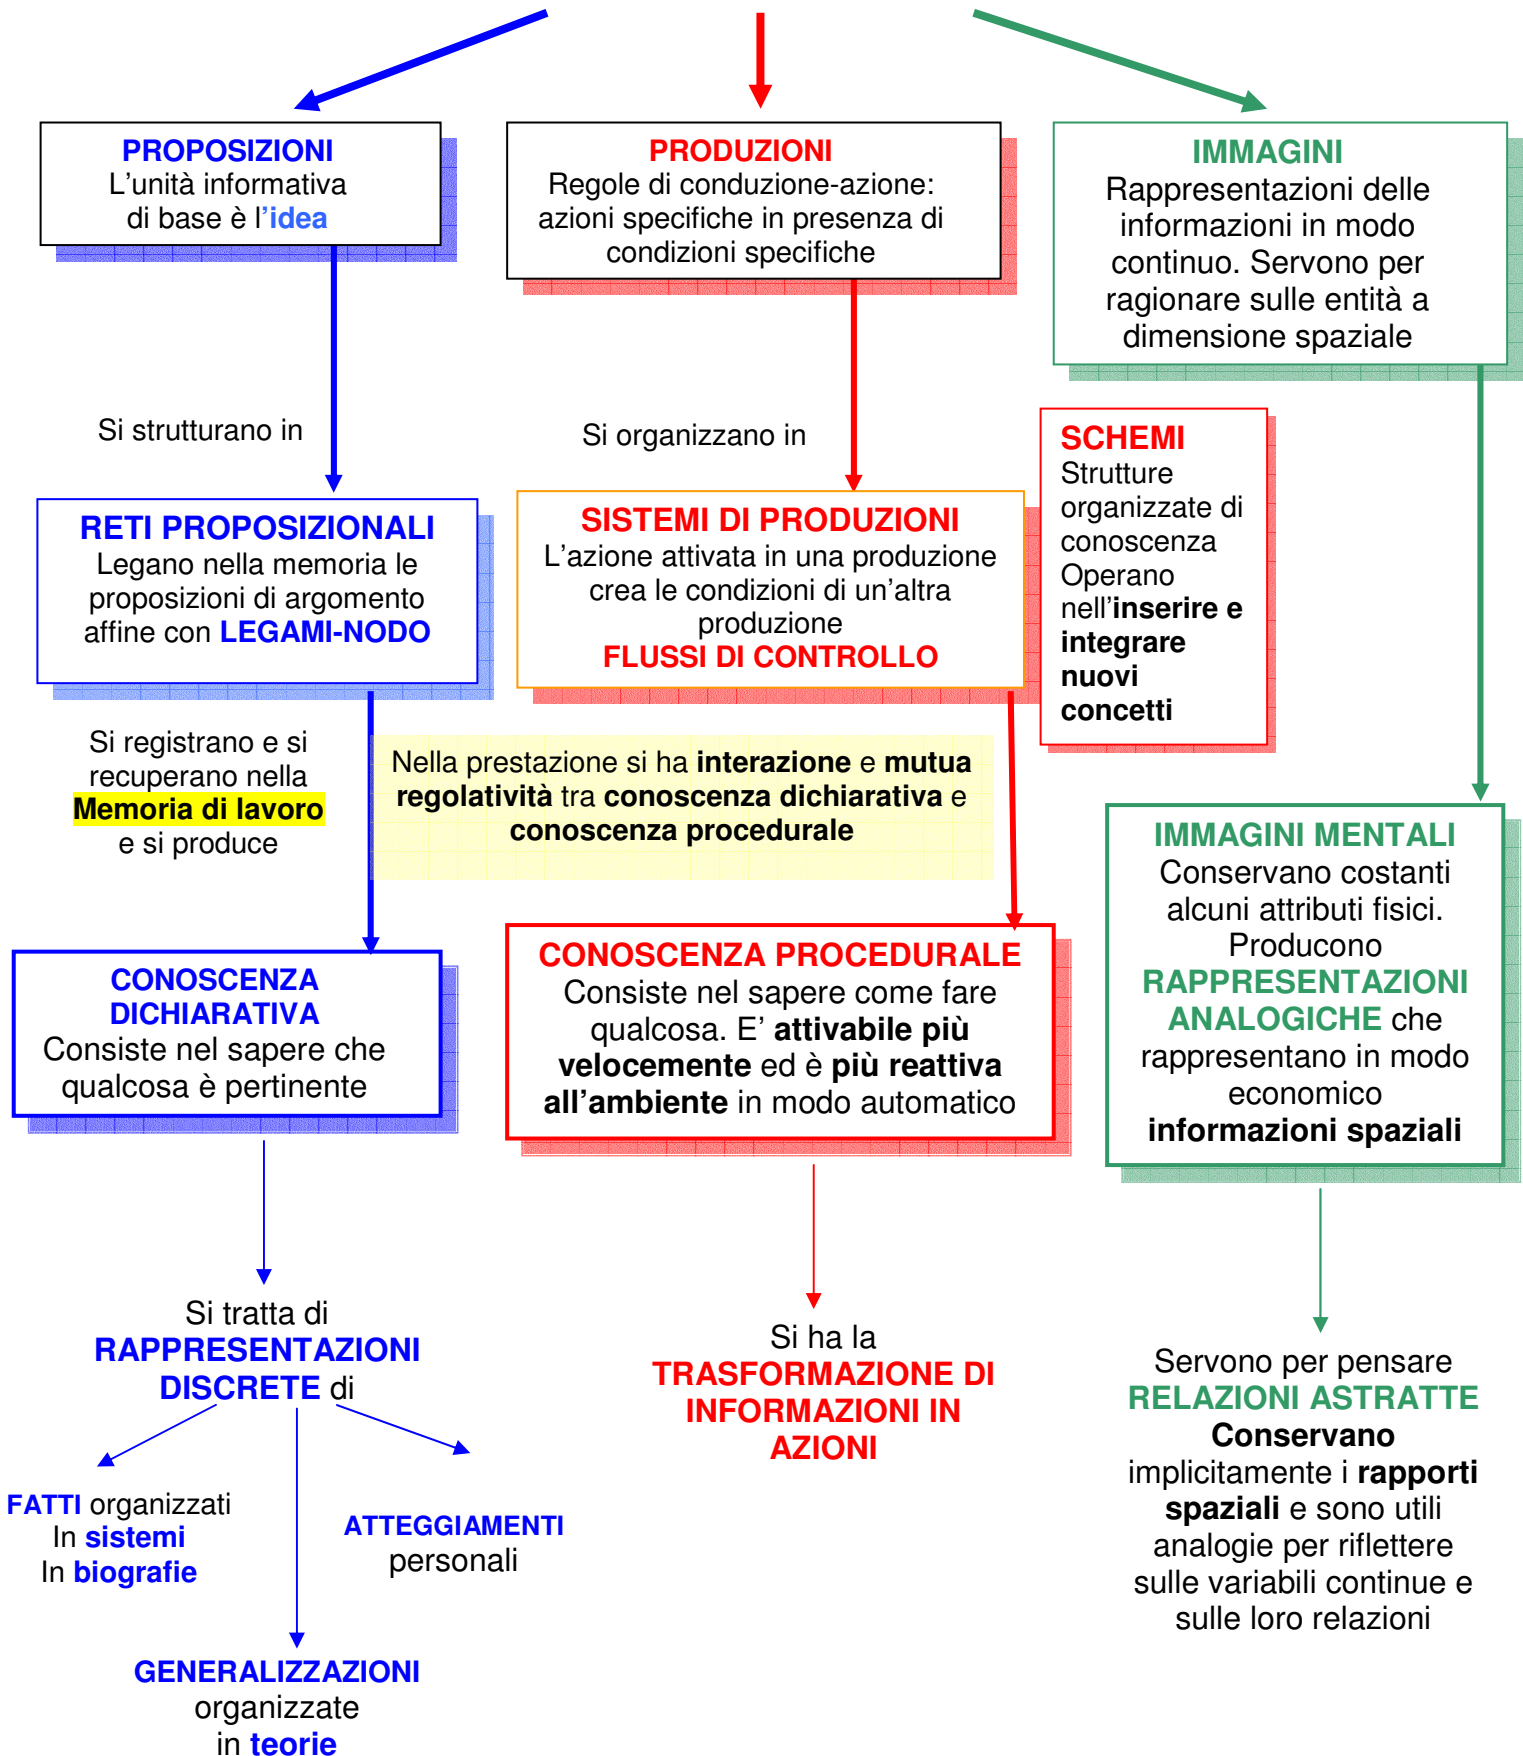 PROPOSIZIONI
L'unità informativa
di base è l'idea
PRODUZIONI
Regole di conduzione-azione:
azioni specifiche in presenza di
condizioni specifiche
IMMAGINI
Rappresentazioni delle
informazioni in modo
continuo. Servono per
ragionare sulle entità a
dimensione spaziale
Si strutturano in
Si organizzano in
SCHEMI
Strutture
organizzate di
conoscenza
Operano
nell'inserire e
integrare
nuovi
concetti
RETI PROPOSIZIONALI
Legano nella memoria le
proposizioni di argomento
affine con LEGAMI-NODO
SISTEMI DI PRODUZIONI
L'azione attivata in una produzione
crea le condizioni di un'altra
produzione
FLUSSI DI CONTROLLO
Si registrano e si
recuperano nella
Memoria di lavoro
e si produce
Nella prestazione si ha interazione e mutua
regolatività tra conoscenza dichiarativa e
conoscenza procedurale
IMMAGINI MENTALI
Conservano costanti
alcuni attributi fisici.
Producono
RAPPRESENTAZIONI
ANALOGICHE che
rappresentano in modo
economico
informazioni spaziali
CONOSCENZA
DICHIARATIVA
Consiste nel sapere che
qualcosa è pertinente
CONOSCENZA PROCEDURALE
Consiste nel sapere come fare
qualcosa. E' attivabile più
velocemente ed è più reattiva
all'ambiente in modo automatico
Si tratta di
RAPPRESENTAZIONI
DISCRETE di
Si ha la
TRASFORMAZIONE DI
INFORMAZIONI IN
AZIONI
Servono per pensare
RELAZIONI ASTRATTE
Conservano
implicitamente i rapporti
spaziali e sono utili
analogie per riflettere
sulle variabili continue e
sulle loro relazioni
FATTI organizzati
In sistemi
In biografie
ATTEGGIAMENTI
personali
GENERALIZZAZIONI
organizzate
in teorie